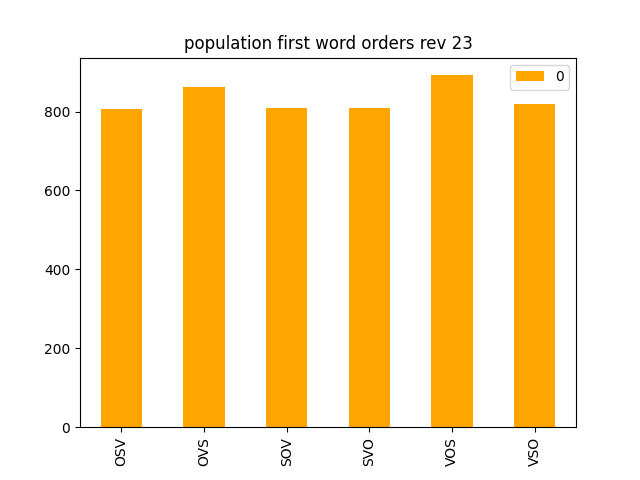 population first word orders rev 23
0
800
600
400
200
0
OSV
OVS
SOV
SVO
VOS
VSO